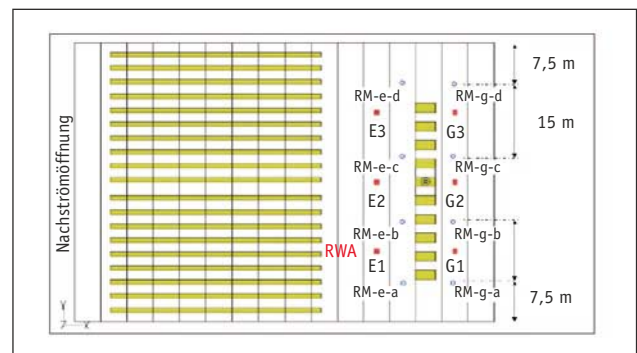 Nachströmöffnung
7,5 m
RM-e-d RM-g-d
E3 G3
15 m
RM-e-c RM-g-c
E2 G2
RM-e-b RM-g-b
RWA
E1 G1
RM-e-a RM-g-a
7,5 m
Y
Z X